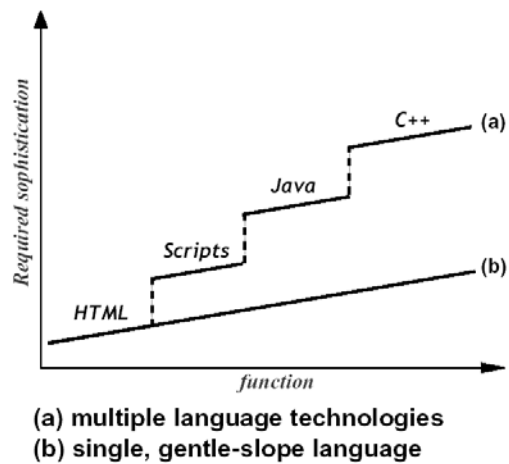 Required sophistication
C++
(a)
Java
Scripts
(b)
HTML
function
(a) multiple language technologies
(b) single, gentle-slope language